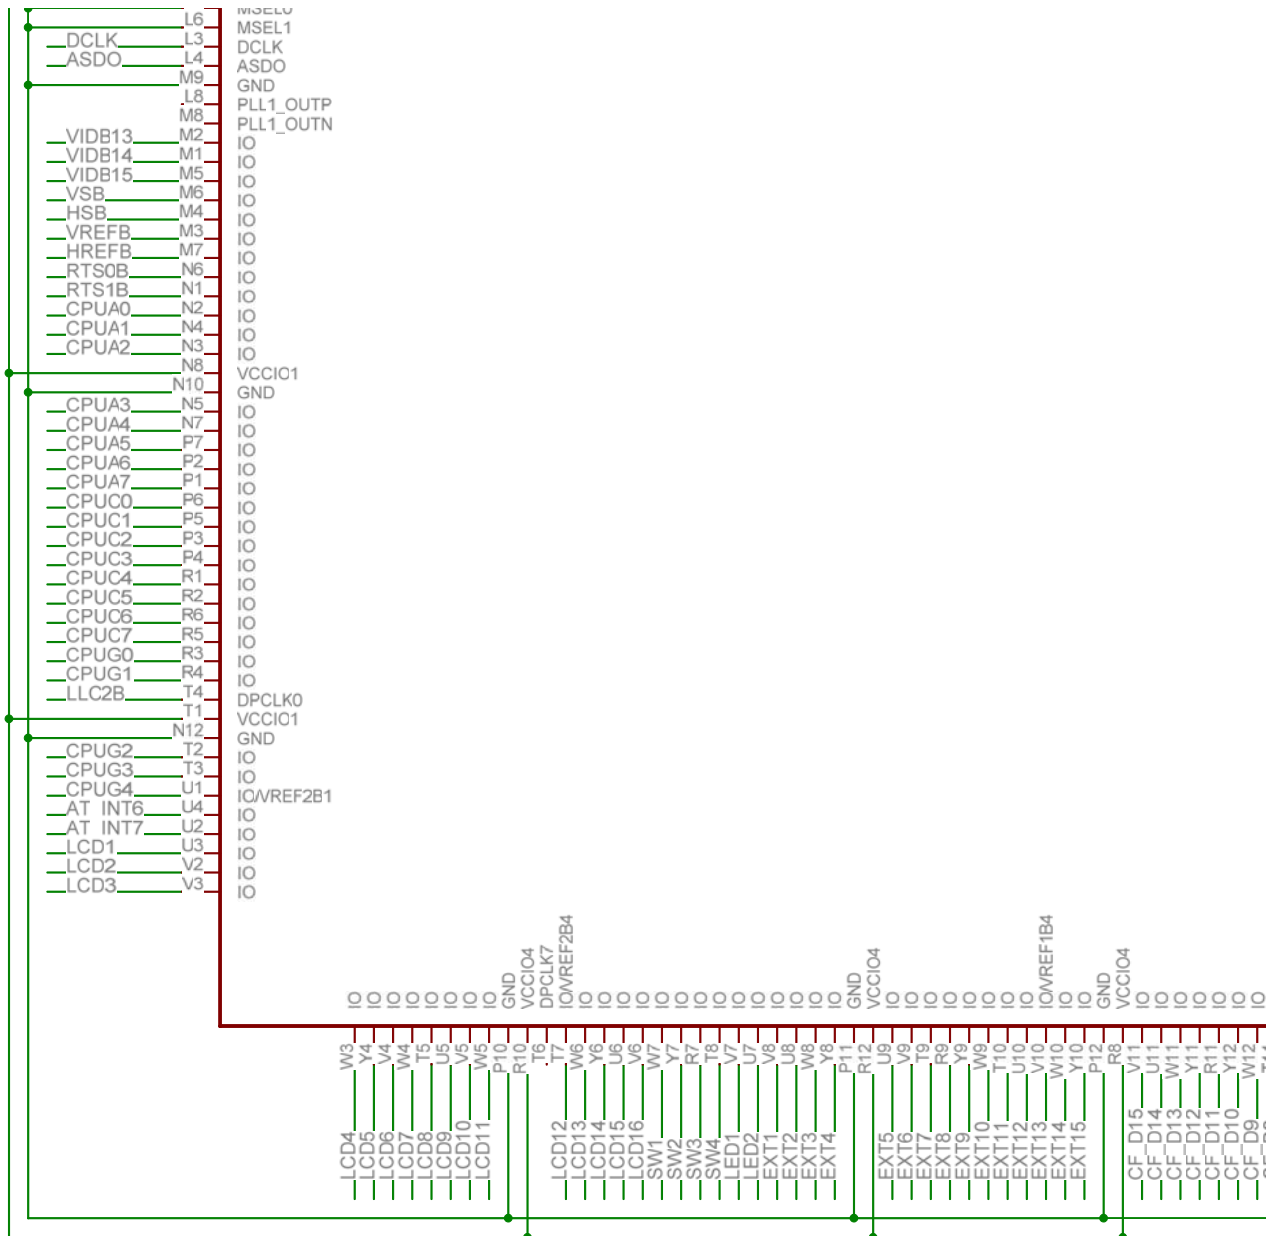 L6 MSEL1
DCLK L3 DCLK
ASDO L4 ASDO
M9 GND
L8 PLL1_OUTP
M8 PLL1_OUTN
VIDB13 M2 IO
VIDB14 M1 IO
VIDB15 M5 IO
VSB M6 IO
HSB M4 IO
VREFB M3 IO
HREFB M7 IO
RTS0B N6 IO
RTS1B N1 IO
CPUA0 N2 IO
CPUA1 N4 IO
CPUA2 N3 IO
N8 VCCIO1
N10 GND
CPUA3 N5 IO
CPUA4 N7 IO
CPUA5 P7 IO
CPUA6 P2 IO
CPUA7 P1 IO
CPUC0 P6 IO
CPUC1 P5 IO
CPUC2 P3 IO
CPUC3 P4 IO
CPUC4 R1 IO
CPUC5 R2 IO
CPUC6 R6 IO
CPUC7 R5 IO
CPUG0 R3 IO
CPUG1 R4 IO
LLC2B T4 DPCLK0
T1 VCCIO1
N12 GND
CPUG2 T2 IO
CPUG3 T3 IO
CPUG4 U1 IO/VREF2B1
AT_INT6 U4 IO
AT_INT7 U2 IO
LCD1 U3 IO
LCD2 V2 IO
LCD3 V3 IO
IO W3 LCD4
IO Y4 LCD5
IO V4 LCD6
IO W4 LCD7
IO T5 LCD8
IO U5 LCD9
IO V5 LCD10
IO W5 LCD11
GND P10
VCCIO4 R10
DPCLK7 T6
IO/VREF2B4 T7 LCD12
IO W6 LCD13
IO Y6 LCD14
IO U6 LCD15
IO V6 LCD16
IO W7 SW1
IO Y7 SW2
IO R7 SW3
IO T8 SW4
IO V7 LED1
IO U7 LED2
IO V8 EXT1
IO U8 EXT2
IO W8 EXT3
IO Y8 EXT4
GND P11
VCCIO4 R12
IO U9 EXT5
IO V9 EXT6
IO T9 EXT7
IO R9 EXT8
IO Y9 EXT9
IO W9 EXT10
IO T10 EXT11
IO U10 EXT12
IO/VREF1B4 V10 EXT13
IO W10 EXT14
IO Y10 EXT15
GND P12
VCCIO4 R8
IO V11 CF_D15
IO U11 CF_D14
IO W11 CF_D13
IO Y11 CF_D12
IO R11 CF_D11
IO Y12 CF_D10
IO W12 CF_D9
IO